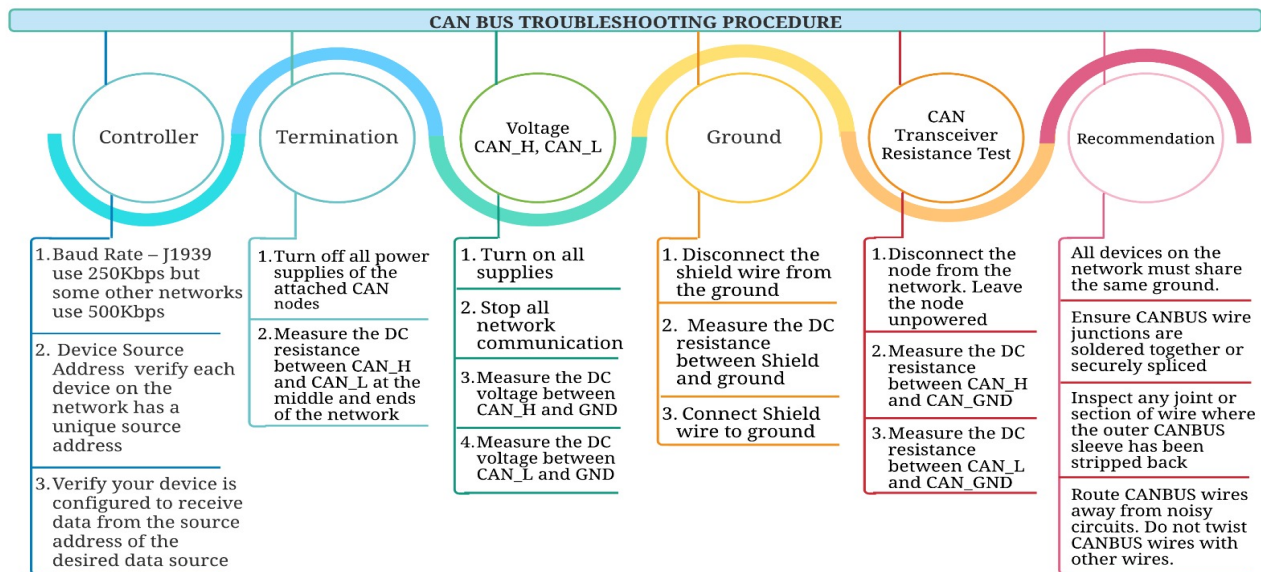 CAN BUS TROUBLESHOOTING PROCEDURE
Controller
1. Baud Rate – J1939
use 250Kbps but
some other networks
use 500Kbps
2. Device Source
Address verify each
device on the
network has a
unique source
address
3. Verify your device is
configured to receive
data from the source
address of the
desired data source
Termination
1. Turn off all power
supplies of the
attached CAN
nodes
2. Measure the DC
resistance
between CAN_H
and CAN_L at the
middle and ends
of the network
Voltage
CAN_H, CAN_L
1. Turn on all
supplies
2. Stop all
network
communication
3. Measure the DC
voltage between
CAN_H and GND
4. Measure the DC
voltage between
CAN_L and GND
Ground
1. Disconnect the
shield wire from
the ground
2. Measure the DC
resistance
between Shield
and ground
3. Connect Shield
wire to ground
CAN
Transceiver
Resistance Test
1. Disconnect the
node from the
network. Leave
the node
unpowered
2. Measure the DC
resistance
between CAN_H
and CAN_GND
3. Measure the DC
resistance
between CAN_L
and CAN_GND
Recommendation
All devices on the
network must share
the same ground.
Ensure CANBUS wire
junctions are
soldered together or
securely spliced
Inspect any joint or
section of wire where
the outer CANBUS
sleeve has been
stripped back
Route CANBUS wires
away from noisy
circuits. Do not twist
CANBUS wires with
other wires.